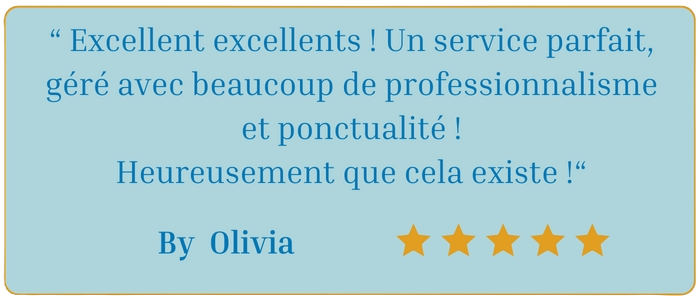 “ Excellent excellents ! Un service parfait,
géré avec beaucoup de professionnalisme
et ponctualité !
Heureusement que cela existe !“
By Olivia